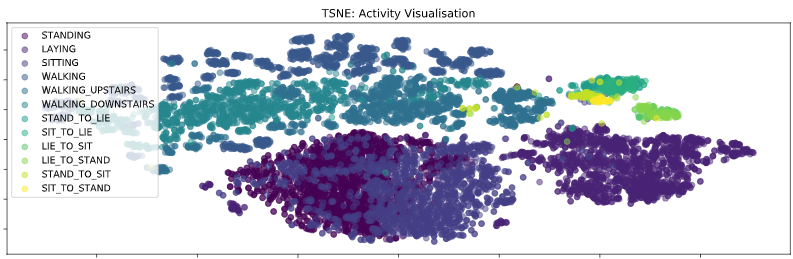 TSNE: Activity Visualisation
STANDING
LAYING
SITTING
WALKING
WALKING_UPSTAIRS
WALKING_DOWNSTAIRS
STAND_TO_LIE
SIT_TO_LIE
LIE_TO_SIT
LIE_TO_STAND
STAND_TO_SIT
SIT_TO_STAND